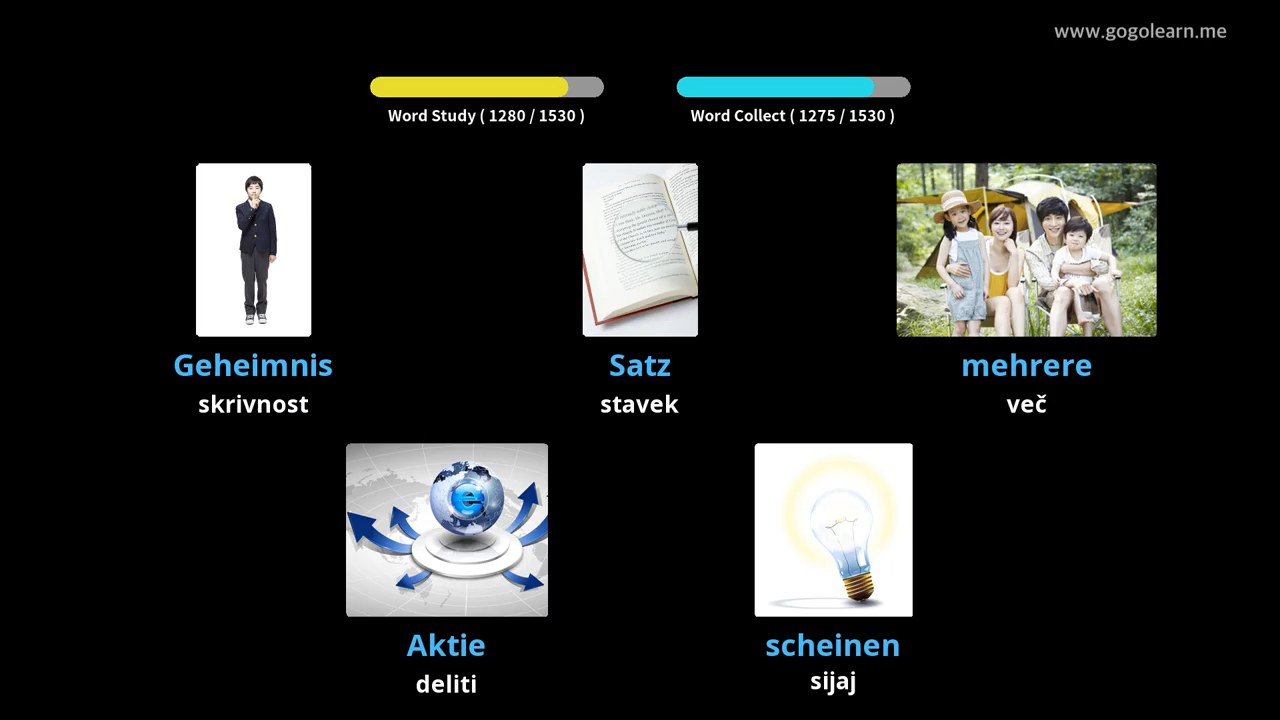 www.gogolearn.me
Word Study ( 1280 / 1530 )
Word Collect ( 1275 / 1530 )
Geheimnis
skrivnost
Satz
stavek
mehrere
več
Aktie
deliti
scheinen
sijaj